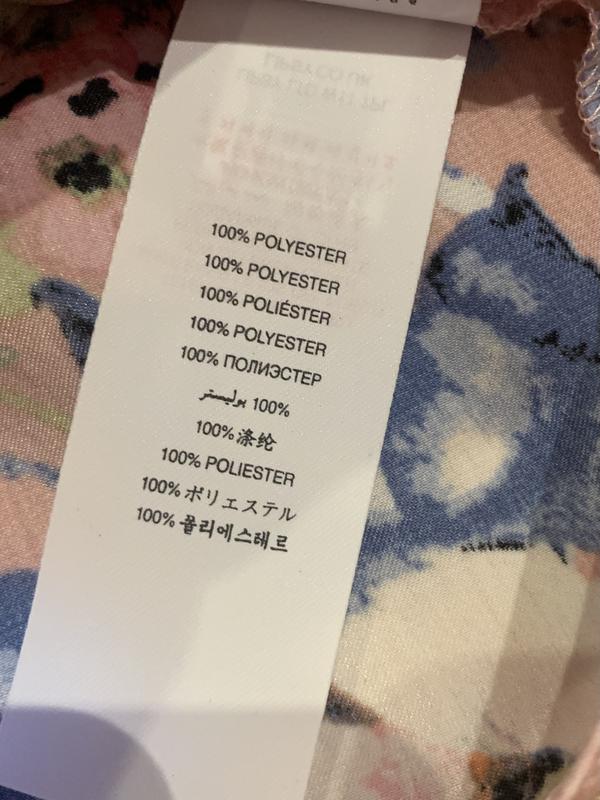 100% POLYESTER
100% POLYESTER
100% POLIÉSTER
100% POLYESTER
100% ПОЛИЭСТЕР
100% بوليستر
100%涤纶
100% POLIESTER
100% ポリエステル
100% 폴리에스테르